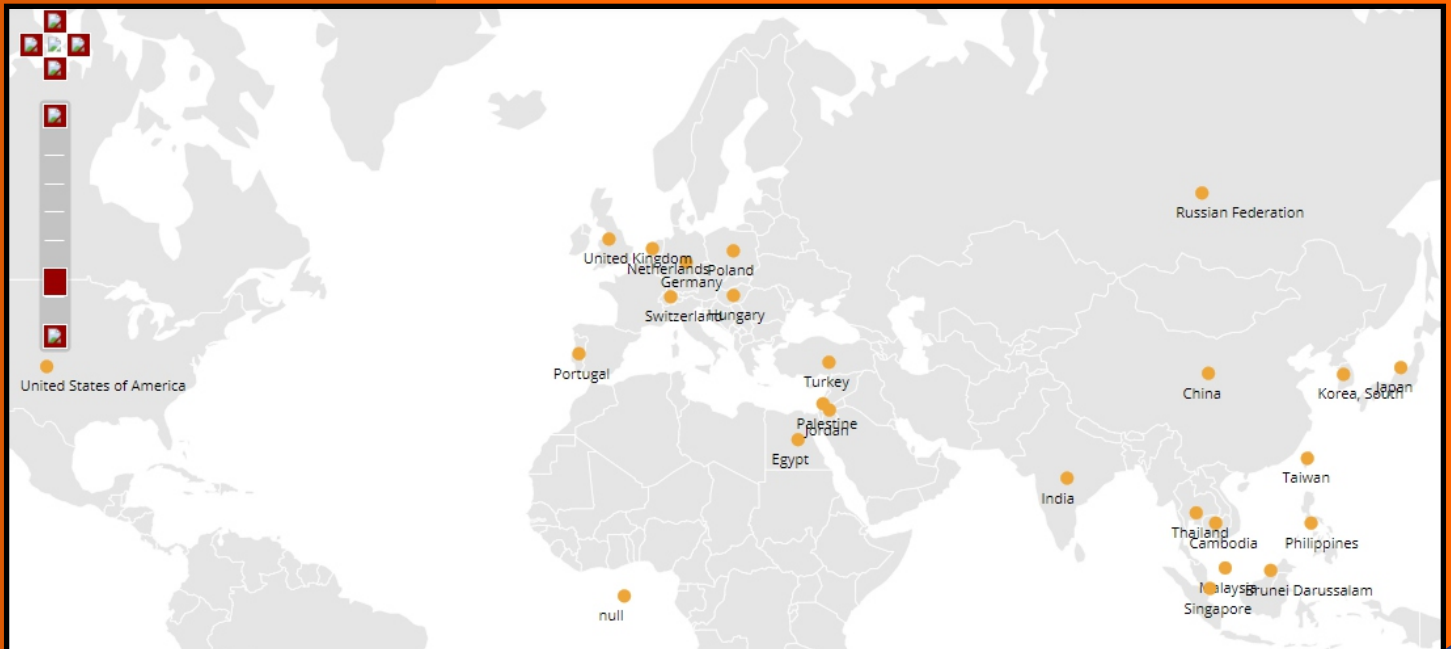 Russian Federation
United Kingdom
Netherlands
Poland
Germany
Switzerland
Hungary
Portugal
Turkey
United States of America
China
Korea, South
Japan
Palestine
Jordan
Egypt
Taiwan
India
Thailand
Cambodia
Philippines
Malaysia
Brunei Darussalam
Singapore
null